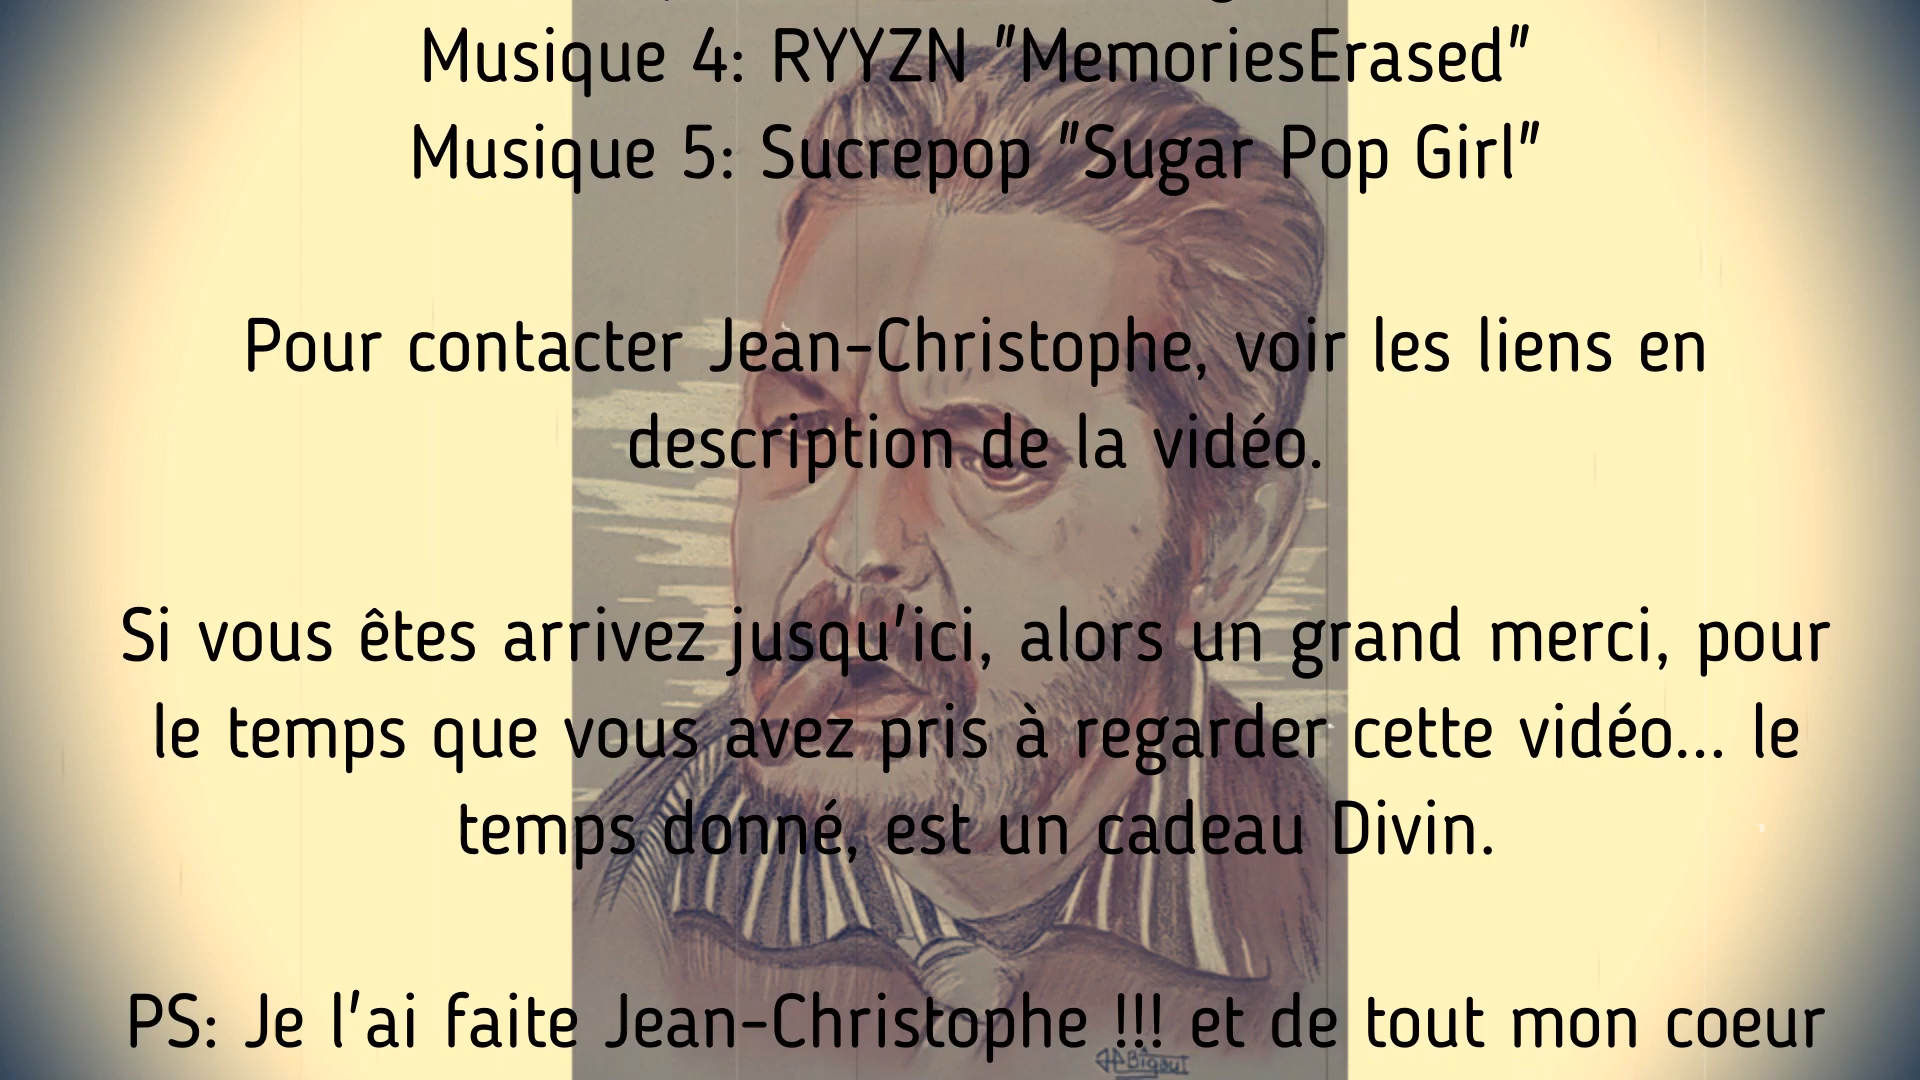 Musique 4: RYYZN "MemoriesErased"
Musique 5: Sucrepop "Sugar Pop Girl"
Pour contacter Jean-Christophe, voir les liens en
description de la vidéo.
Si vous êtes arrivez jusqu'ici, alors un grand merci, pour
le temps que vous avez pris à regarder cette vidéo... le
temps donné, est un cadeau Divin.
PS: Je l'ai faite Jean-Christophe !!! et de tout mon coeur